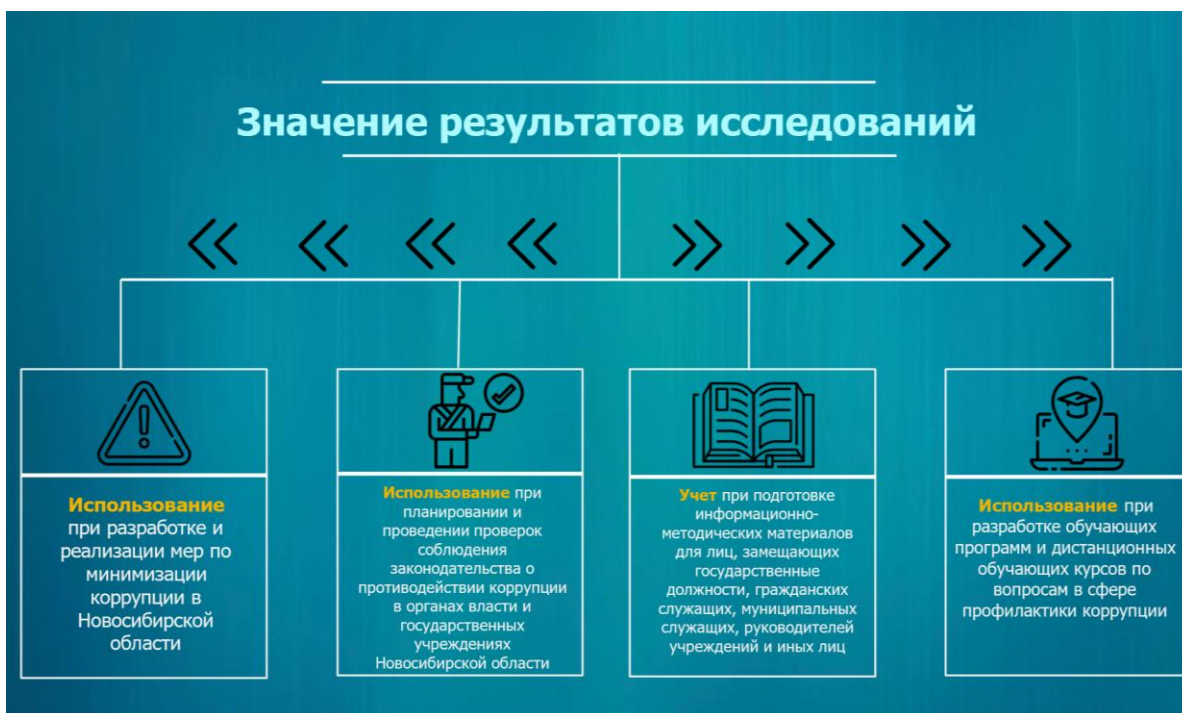 Значение результатов исследований
Использование
при разработке и
реализации мер по
минимизации
коррупции в
Новосибирской
области
Использование при
планировании и
проведении проверок
соблюдения
законодательства о
противодействии коррупции
в органах власти и
государственных
учреждениях
Новосибирской области
Учет при подготовке
информационно-
методических материалов
для лиц, замещающих
государственные
должности, гражданских
служащих, муниципальных
служащих, руководителей
учреждений и иных лиц
Использование при
разработке обучающих
программ и дистанционных
обучающих курсов по
вопросам в сфере
профилактики коррупции